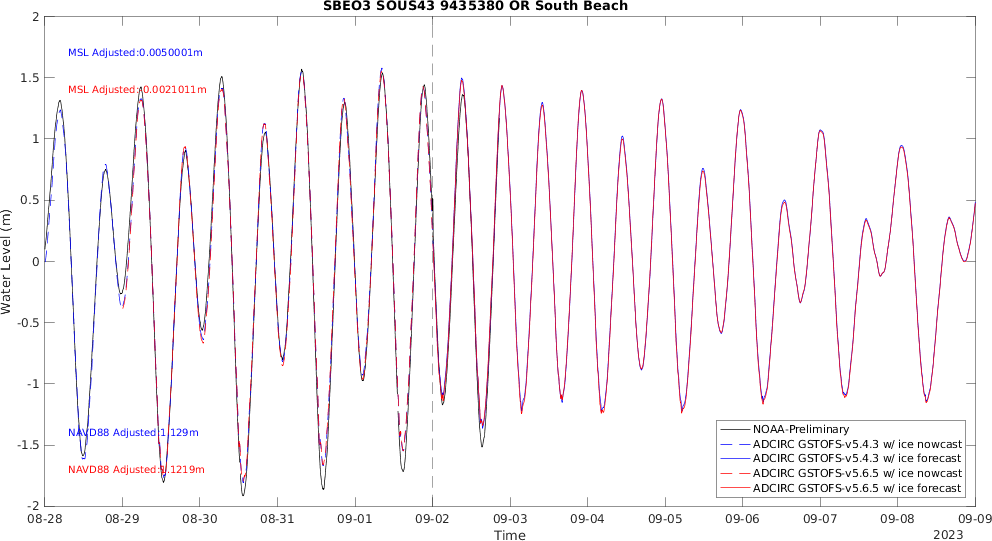 SBEO3 SOUS43 9435380 OR South Beach
2
1.5
1
0.5
0
-0.5
-1
-1.5
-2
Water Level (m)
MSL Adjusted:0.0050001m
MSL Adjusted:-0.0021011m
NAVD88 Adjusted:1.129m
NAVD88 Adjusted:1.1219m
NOAA-Preliminary
ADCIRC GSTOFS-v5.4.3 w/ ice nowcast
ADCIRC GSTOFS-v5.4.3 w/ ice forecast
ADCIRC GSTOFS-v5.6.5 w/ ice nowcast
ADCIRC GSTOFS-v5.6.5 w/ ice forecast
08-28 08-29 08-30 08-31 09-01 09-02 09-03 09-04 09-05 09-06 09-07 09-08 09-09
Time
2023